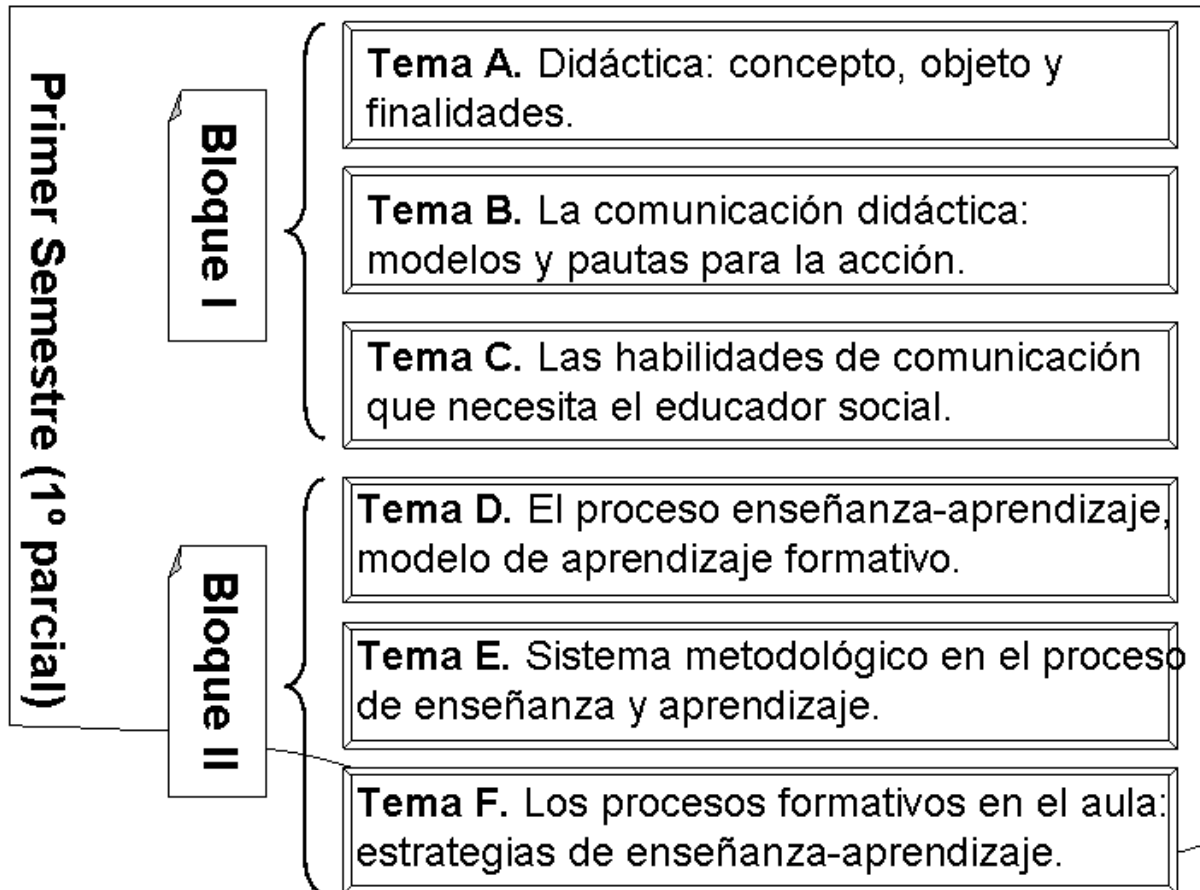 Primer Semestre (1º parcial)
Bloque I
Tema A. Didáctica: concepto, objeto y
finalidades.
Tema B. La comunicación didáctica:
modelos y pautas para la acción.
Tema C. Las habilidades de comunicación
que necesita el educador social.
Bloque II
Tema D. El proceso enseñanza-aprendizaje,
modelo de aprendizaje formativo.
Tema E. Sistema metodológico en el proceso
de enseñanza y aprendizaje.
Tema F. Los procesos formativos en el aula:
estrategias de enseñanza-aprendizaje.